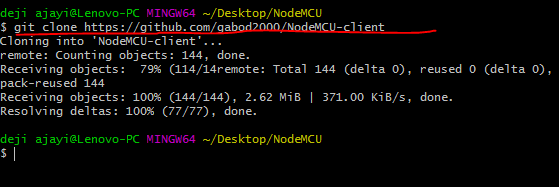 deji ajayi@Lenovo-PC MINGW64 ~/Desktop/NodeMCU
$ git clone https://github.com/gabod2000/NodeMCU-client
Cloning into 'NodeMCU-client'...
remote: Counting objects: 144, done.
Receiving objects:  79% (114/14remote: Total 144 (delta 0), reused 0 (delta 0),
pack-reused 144
Receiving objects: 100% (144/144), 2.62 MiB | 371.00 KiB/s, done.
Resolving deltas: 100% (77/77), done.
deji ajayi@Lenovo-PC MINGW64 ~/Desktop/NodeMCU
$